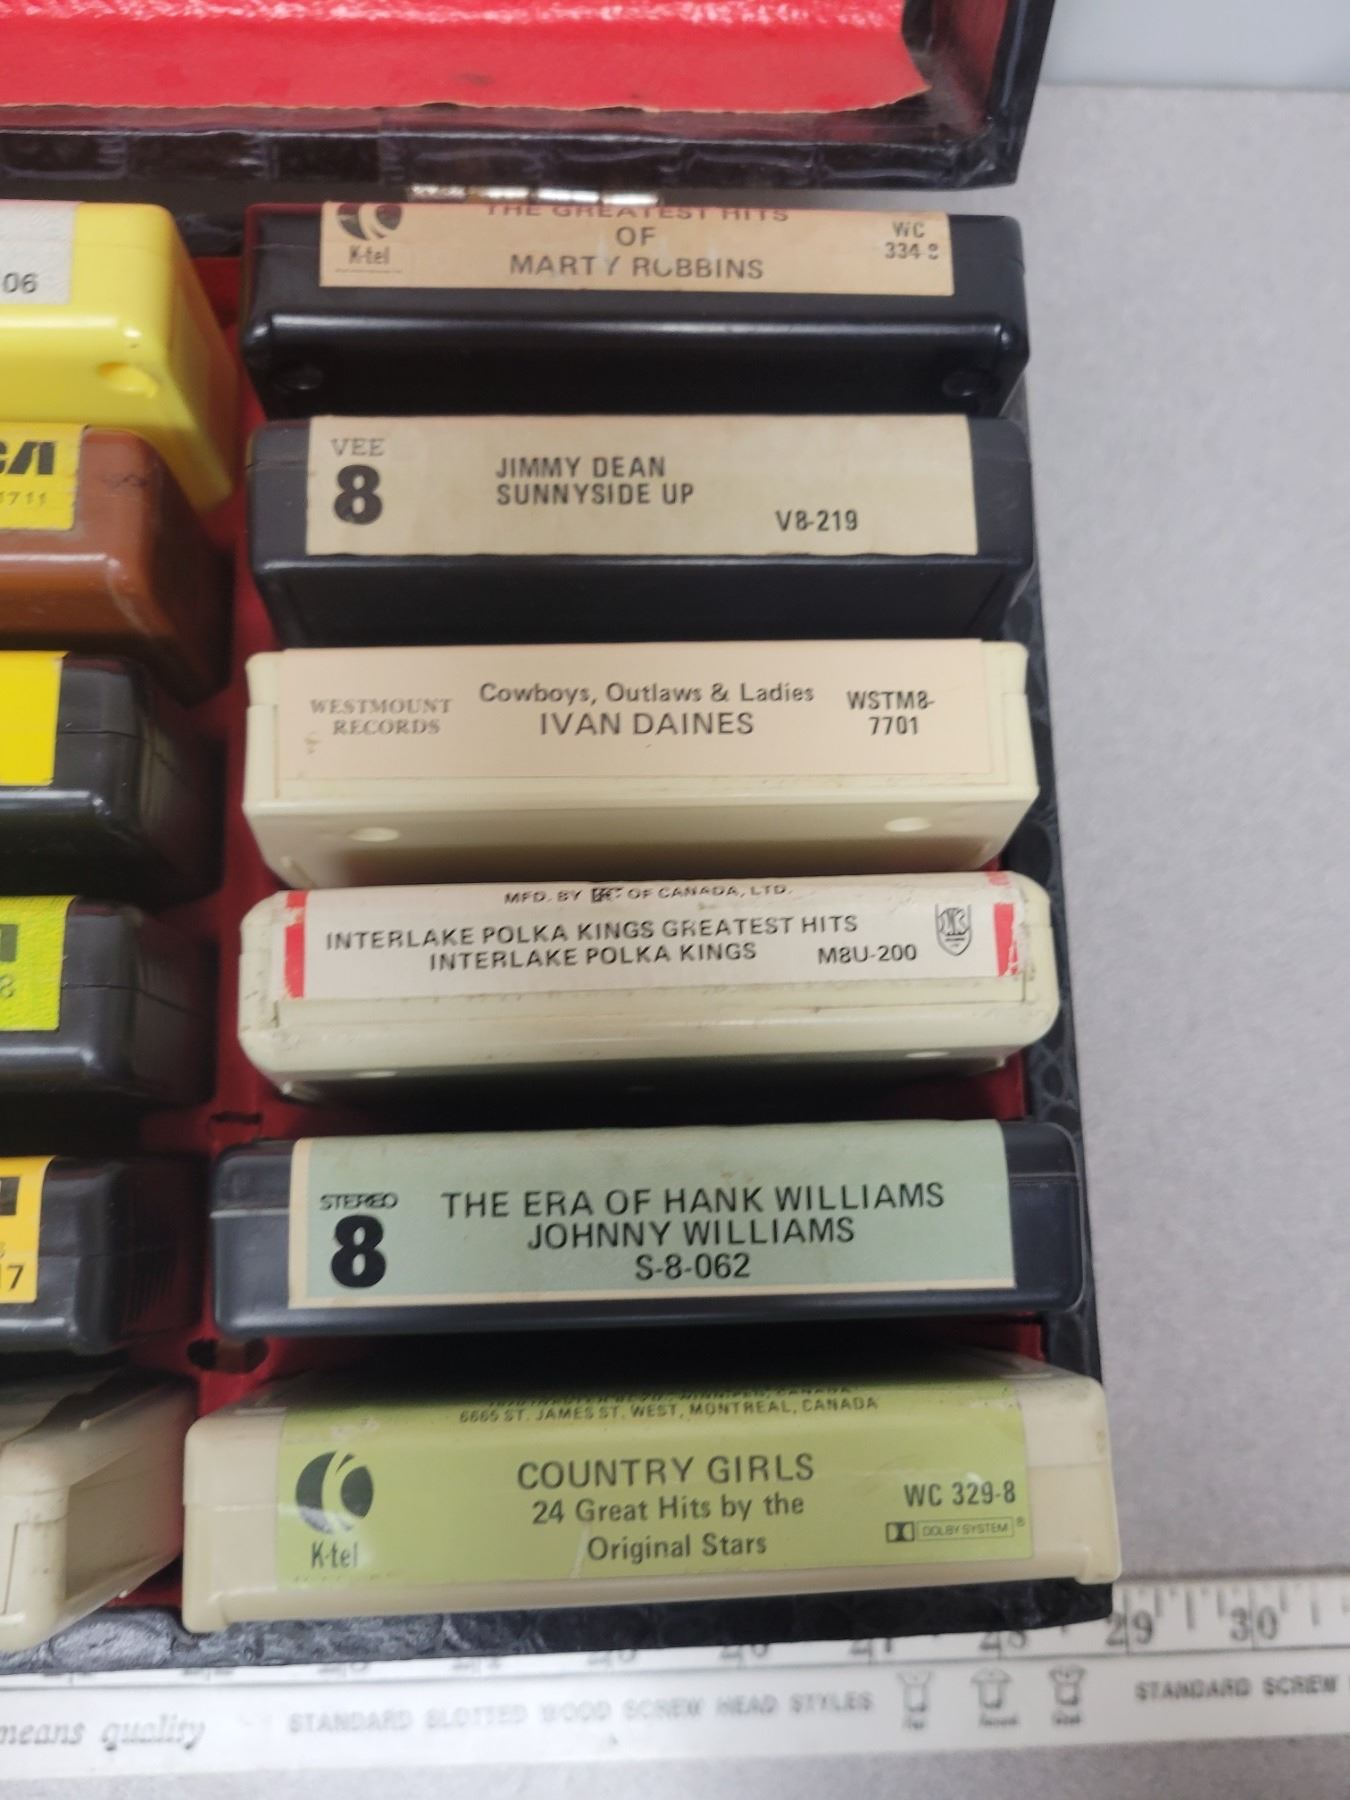 06
THE GREATEST HITS
OF
MARTY ROBBINS
K-tel
WC
334-8
VEE
8
JIMMY DEAN
SUNNYSIDE UP
V8-219
WESTMOUNT
RECORDS
Cowboys, Outlaws & Ladies
IVAN DAINES
WSTM8-
7701
8
MFD. BY OF CANADA, LTD.
INTERLAKE POLKA KINGS GREATEST HITS
INTERLAKE POLKA KINGS
M8U-200
17
STEREO
8
THE ERA OF HANK WILLIAMS
JOHNNY WILLIAMS
S-8-062
6665 ST. JAMES ST. WEST, MONTREAL, CANADA
K-tel
COUNTRY GIRLS
24 Great Hits by the
Original Stars
WC 329-8
DOLBY SYSTEM®
28 29 30
means quality
STANDARD SLOTTED WOOD SCREW HEAD STYLES
STANDARD SCREW